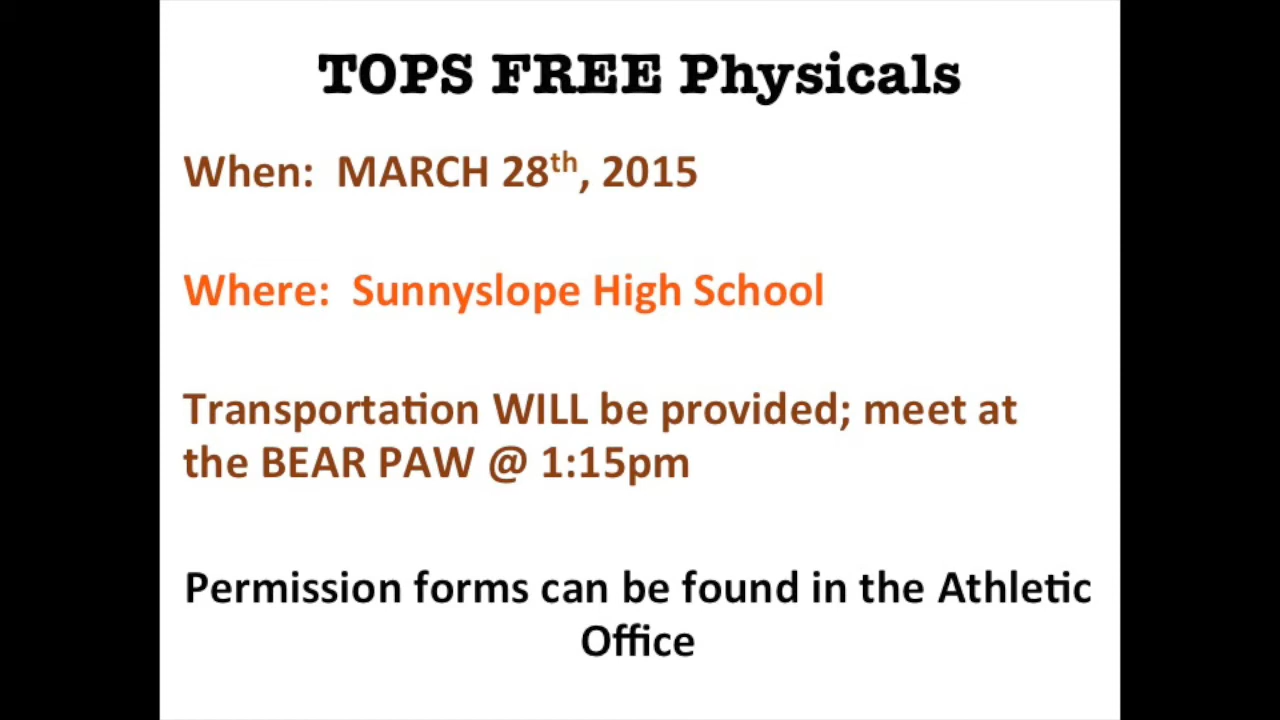 TOPS FREE Physicals
When: MARCH 28th, 2015
Where: Sunnyslope High School
Transportation WILL be provided; meet at
the BEAR PAW @ 1:15pm
Permission forms can be found in the Athletic
Office